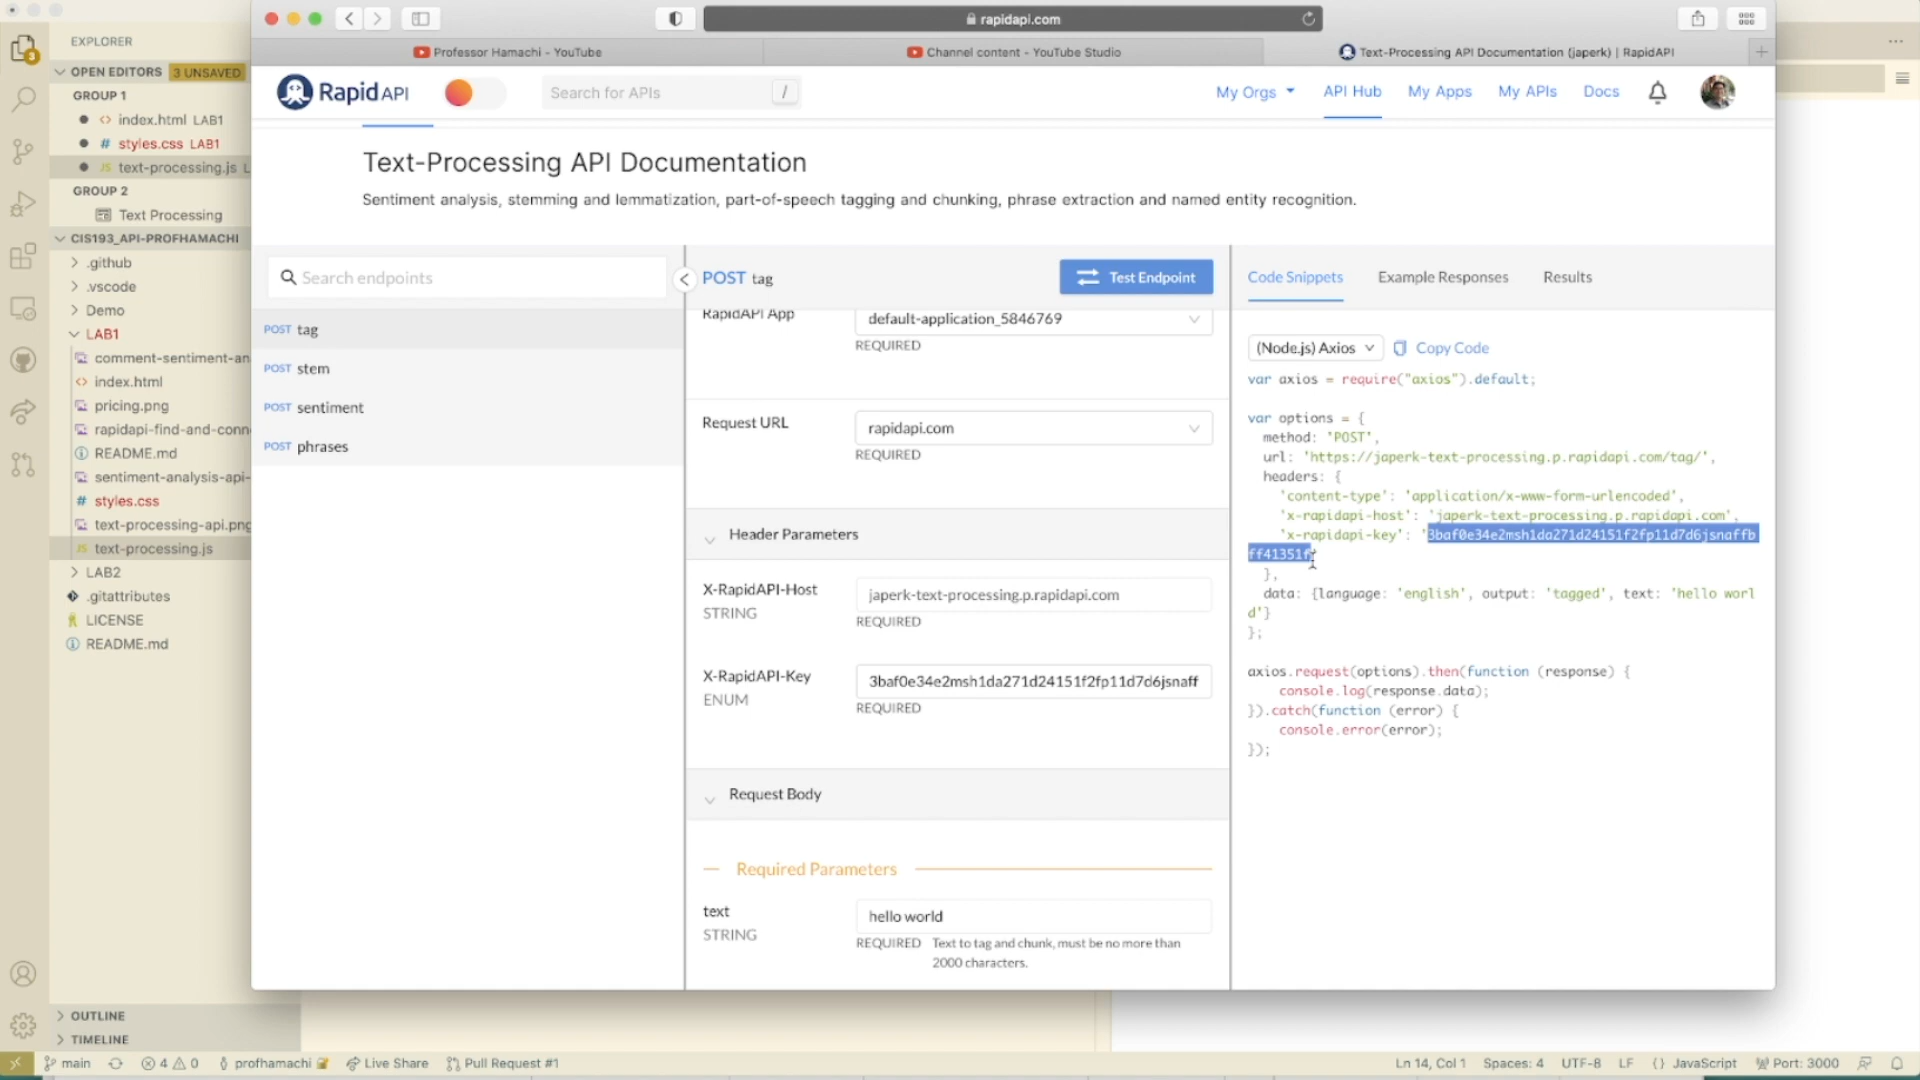 rapidapi.com
Professor Hamachi - YouTube
Channel content - YouTube Studio
Text-Processing API Documentation (japerk) | RapidAPI
EXPLORER
OPEN EDITORS 3 UNSAVED
GROUP 1
index.html LAB1
styles.css LAB1
text-processing.js L
GROUP 2
Text Processing
CIS193_API-PROFHAMACHI
.github
.vscode
Demo
LAB1
comment-sentiment-an
index.html
pricing.png
rapidapi-find-and-conn
README.md
sentiment-analysis-api-
styles.css
text-processing-api.png
text-processing.js
LAB2
.gitattributes
LICENSE
README.md
OUTLINE
TIMELINE
Rapid API
Search for APIs /
My Orgs
API Hub
My Apps
My APIs
Docs
Text-Processing API Documentation
Sentiment analysis, stemming and lemmatization, part-of-speech tagging and chunking, phrase extraction and named entity recognition.
Search endpoints
POST tag
POST stem
POST sentiment
POST phrases
POST tag
Test Endpoint
RapidAPI App
default-application_5846769
REQUIRED
Request URL
rapidapi.com
REQUIRED
Header Parameters
X-RapidAPI-Host
STRING
japerk-text-processing.p.rapidapi.com
REQUIRED
X-RapidAPI-Key
ENUM
3baf0e34e2msh1da271d24151f2fp11d7d6jsnaff
REQUIRED
Request Body
Required Parameters
text
STRING
hello world
REQUIRED Text to tag and chunk, must be no more than
2000 characters.
Code Snippets
Example Responses
Results
(Node.js) Axios
Copy Code
var axios = require("axios").default;
var options = {
method: 'POST',
url: 'https://japerk-text-processing.p.rapidapi.com/tag/',
headers: {
'content-type': 'application/x-www-form-urlencoded',
'x-rapidapi-host': 'japerk-text-processing.p.rapidapi.com',
'x-rapidapi-key': '3baf0e34e2msh1da271d24151f2fp11d7d6jsnaffb
ff41351f'
},
data: {language: 'english', output: 'tagged', text: 'hello worl
d'}
};
axios.request(options).then(function (response) {
console.log(response.data);
}).catch(function (error) {
console.error(error);
});
main
4 0
profhamachi
Live Share
Pull Request #1
Ln 14, Col 1
Spaces: 4
UTF-8
LF
{} JavaScript
Port: 3000